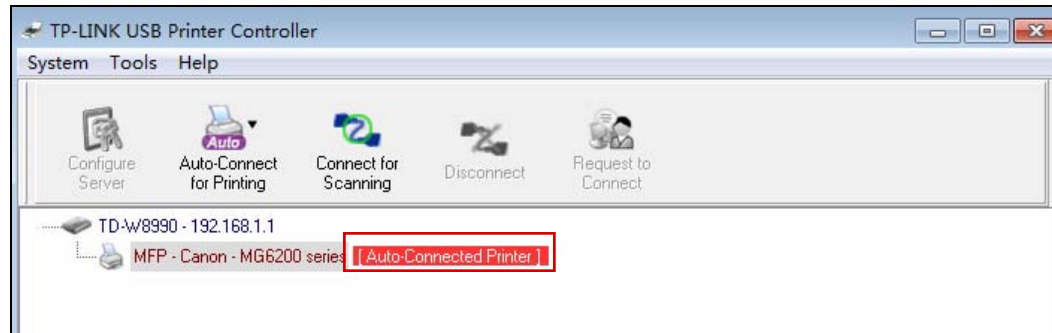 TP-LINK USB Printer Controller
System Tools Help
Auto
Configure Server
Auto-Connect for Printing
Connect for Scanning
Disconnect
Request to Connect
TD-W8990 - 192.168.1.1
MFP - Canon - MG6200 series [ Auto-Connected Printer ]